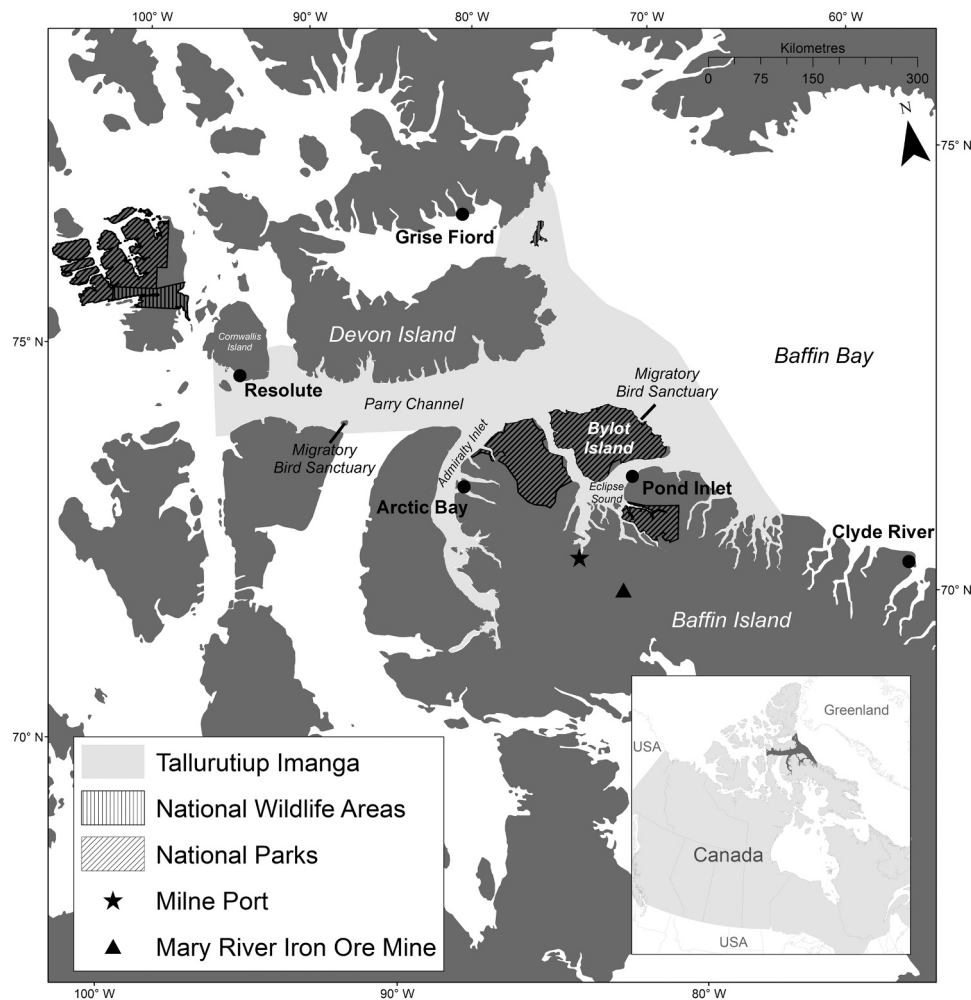 100° W
90° W
80° W
70° W
60° W
Kilometres
0 75 150 300
N
75° N
Grise Fiord
75° N
Cornwallis
Island
Devon Island
Baffin Bay
Resolute
Parry Channel
Migratory
Bird Sanctuary
Migratory
Bird Sanctuary
Bylot
Island
Admiralty Inlet
Eclipse
Sound
Pond Inlet
Arctic Bay
Clyde River
70° N
Baffin Island
70° N
Tallurutiup Imanga
National Wildlife Areas
National Parks
Milne Port
Mary River Iron Ore Mine
Greenland
USA
Canada
USA
100° W
90° W
80° W